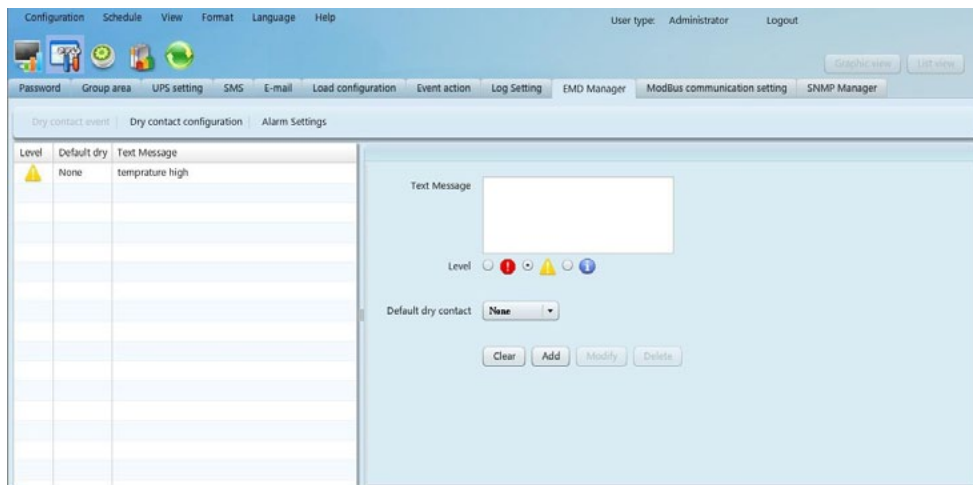 Configuration Schedule View Format Language Help User type: Administrator Logout
Graphic view List view
Password Group area UPS setting SMS E-mail Load configuration Event action Log Setting EMD Manager ModBus communication setting SNMP Manager
Dry contact event Dry contact configuration Alarm Settings
Level Default dry Text Message
None temprature high
Text Message
Level
Default dry contact None
Clear Add Modify Delete